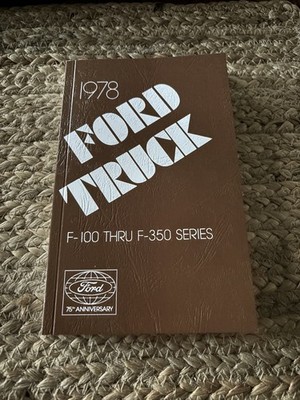 1978
FORD
TRUCK
F-100 THRU F-350 SERIES
Ford
75th ANNIVERSARY